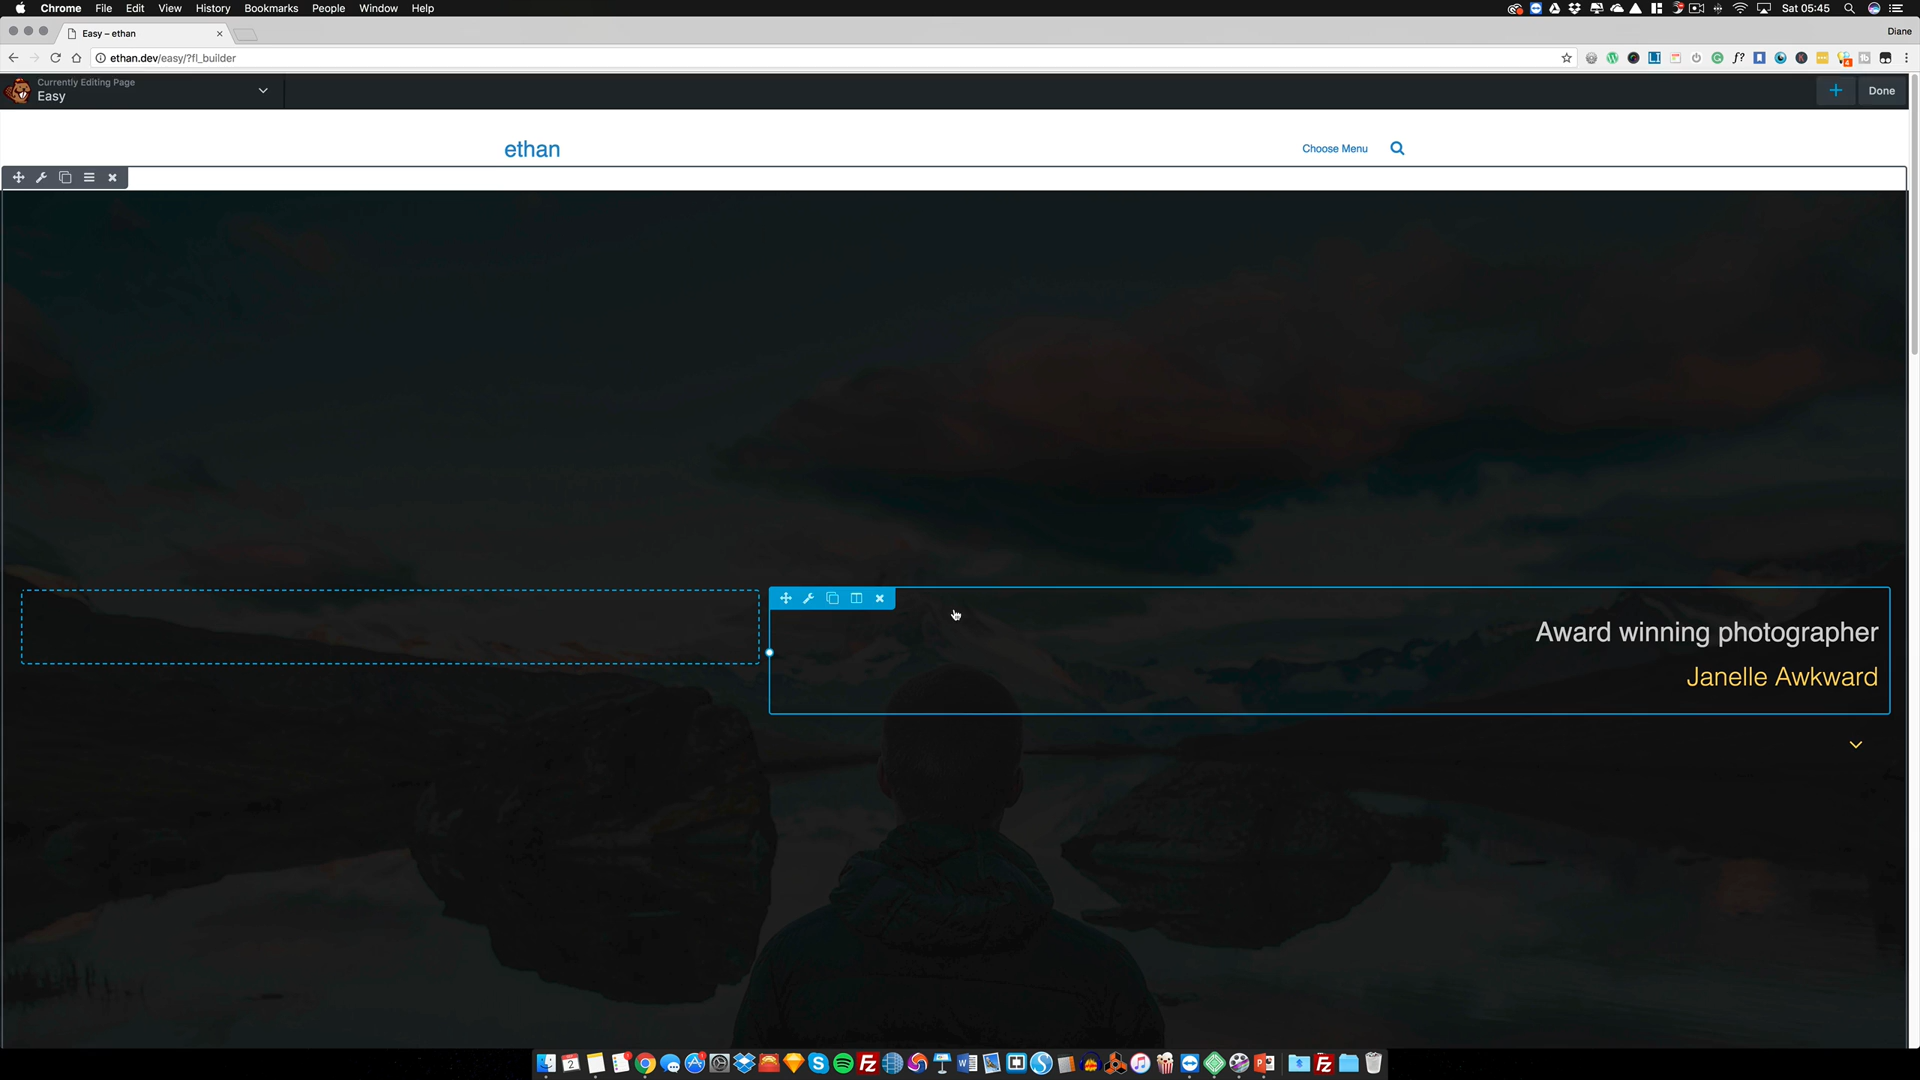 Chrome File Edit View History Bookmarks People Window Help Sat 05:45
Easy – ethan
Diane
ethan.dev/easy/?fl_builder
Currently Editing Page
Easy
Done
ethan
Choose Menu
Award winning photographer
Janelle Awkward